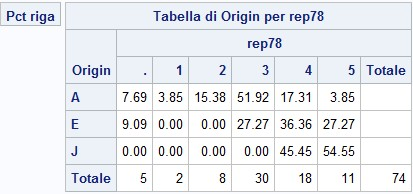 Pct riga
Tabella di Origin per rep78
rep78
Origin . 1 2 3 4 5 Totale
A 7.69 3.85 15.38 51.92 17.31 3.85
E 9.09 0.00 0.00 27.27 36.36 27.27
J 0.00 0.00 0.00 0.00 45.45 54.55
Totale 5 2 8 30 18 11 74